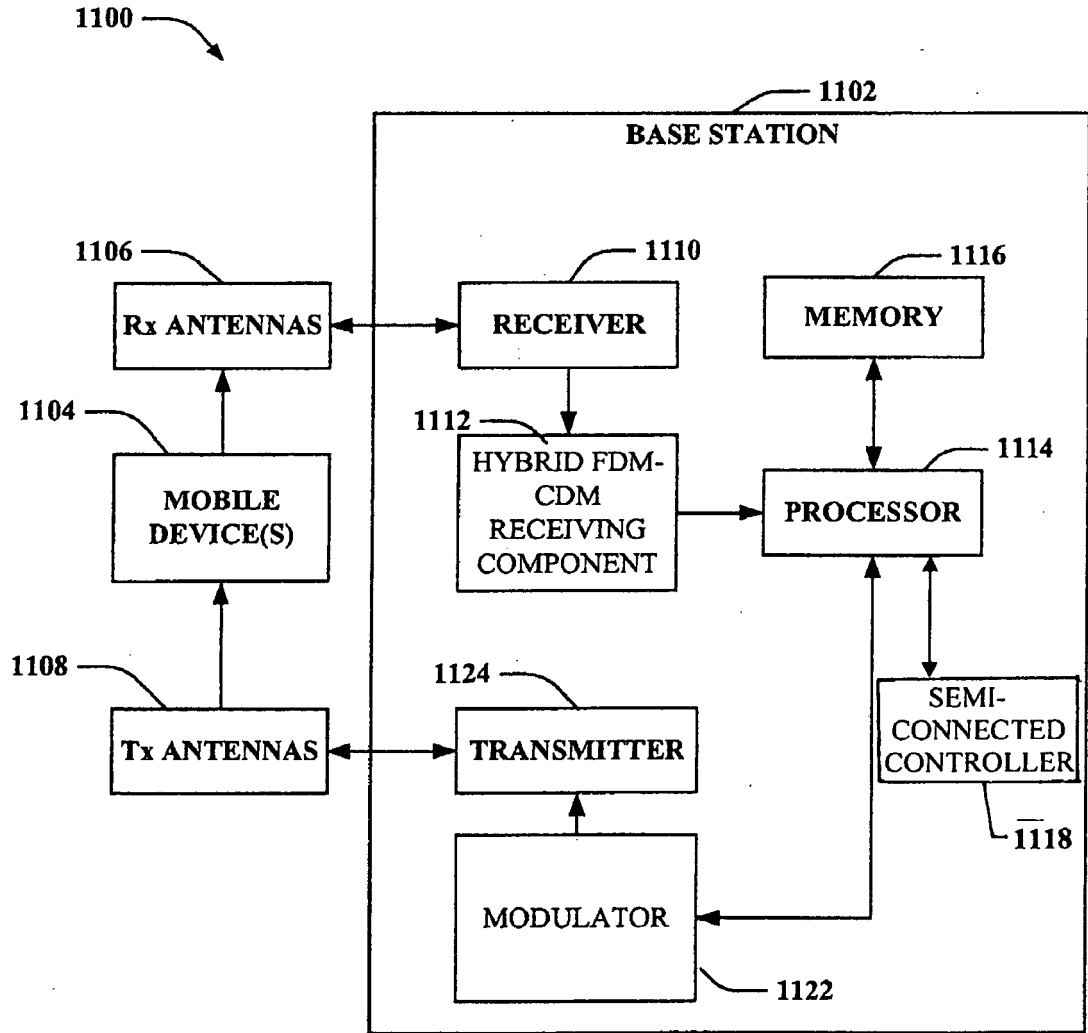 1100
1102
BASE STATION
1106
1110
1116
Rx ANTENNAS
RECEIVER
MEMORY
1104
1112
1114
MOBILE
DEVICE(S)
HYBRID FDM-
CDM
RECEIVING
COMPONENT
PROCESSOR
1108
1124
Tx ANTENNAS
TRANSMITTER
SEMI-
CONNECTED
CONTROLLER
1118
MODULATOR
1122